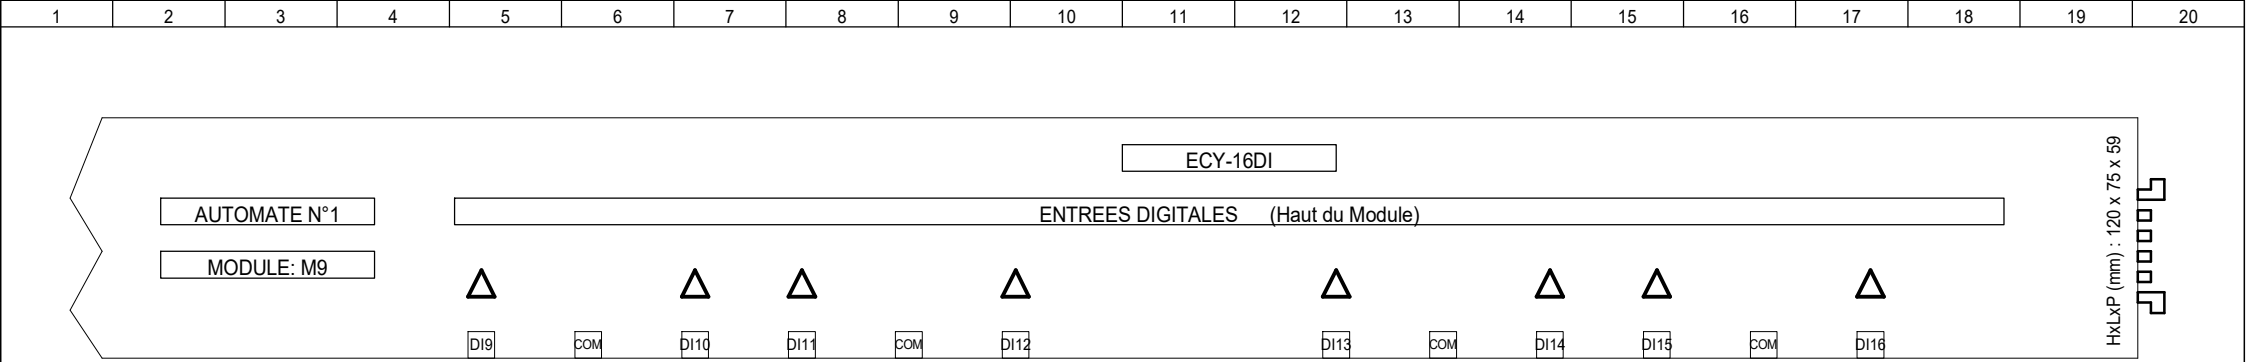 1 2 3 4 5 6 7 8 9 10 11 12 13 14 15 16 17 18 19 20
ECY-16DI
AUTOMATE N°1
ENTREES DIGITALES (Haut du Module)
MODULE: M9
HxLxP (mm) : 120 x 75 x 59
DI9 COM DI10 DI11 COM DI12 DI13 COM DI14 DI15 COM DI16